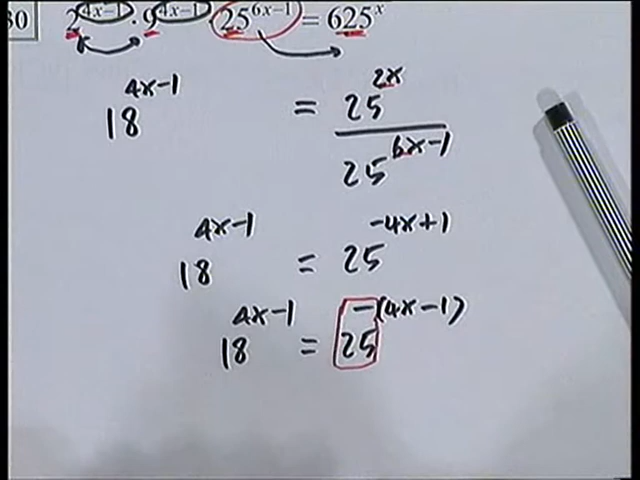 30 2^{4x-1} · 9^{4x-1} 25^{6x-1} = 625^x
18^{4x-1} = 25^{2x} / 25^{6x-1}
18^{4x-1} = 25^{-4x+1}
18^{4x-1} = 25^{-(4x-1)}